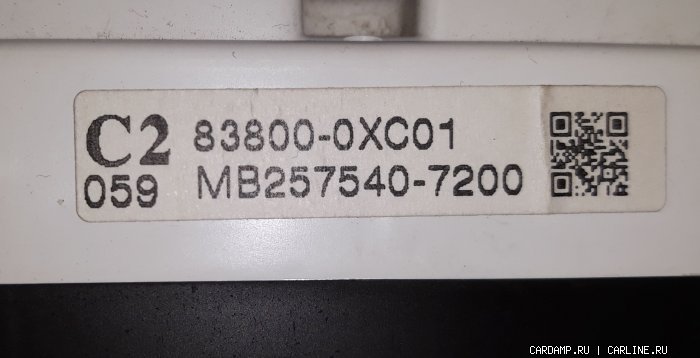 C2 83800-0XC01
059 MB257540-7200
CARDAMP.RU | CARLINE.RU